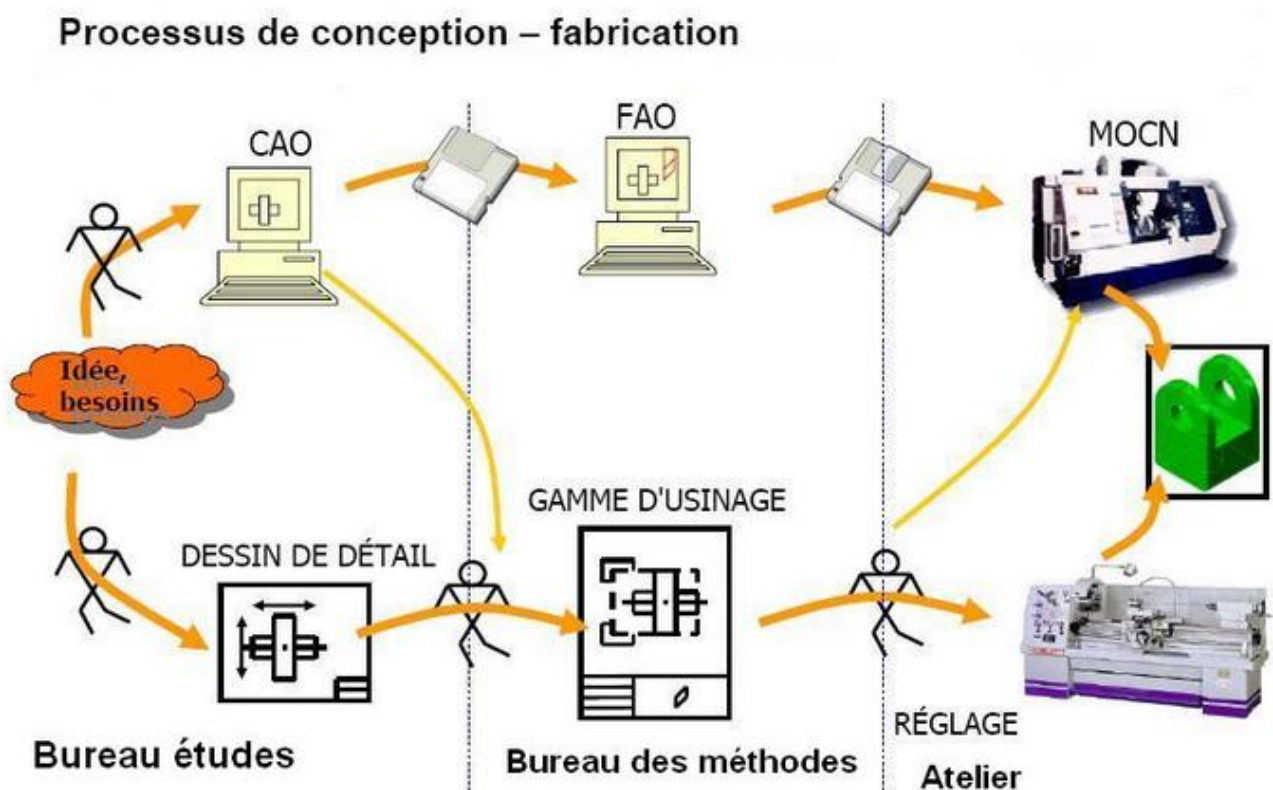 Processus de conception – fabrication
CAO
FAO
MOCN
Idée,
besoins
GAMME D'USINAGE
DESSIN DE DÉTAIL
RÉGLAGE
Bureau études
Bureau des méthodes
Atelier